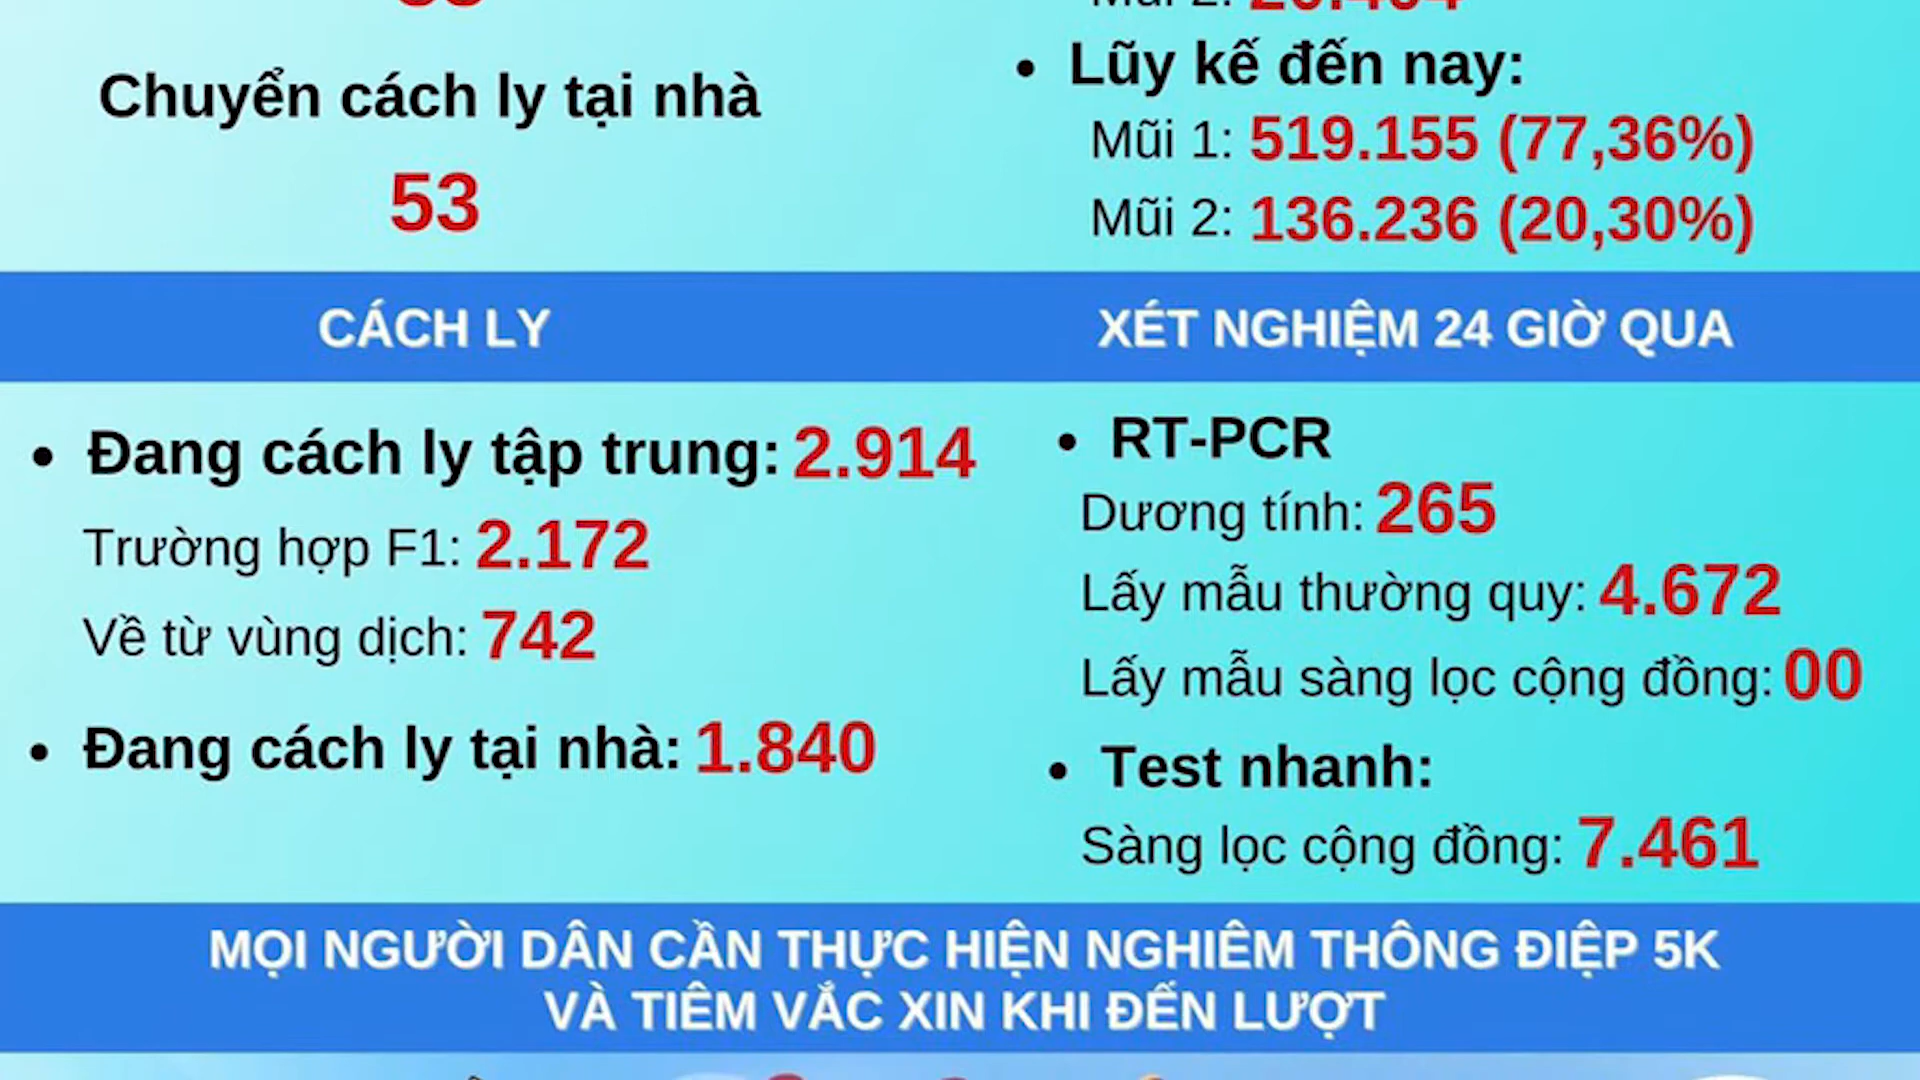 Chuyển cách ly tại nhà
53
Mũi 2:
• Lũy kế đến nay:
Mũi 1: 519.155 (77,36%)
Mũi 2: 136.236 (20,30%)
CÁCH LY
• Đang cách ly tập trung: 2.914
Trường hợp F1: 2.172
Về từ vùng dịch: 742
• Đang cách ly tại nhà: 1.840
XÉT NGHIỆM 24 GIỜ QUA
• RT-PCR
Dương tính: 265
Lấy mẫu thường quy: 4.672
Lấy mẫu sàng lọc cộng đồng: 00
• Test nhanh:
Sàng lọc cộng đồng: 7.461
MỌI NGƯỜI DÂN CẦN THỰC HIỆN NGHIÊM THÔNG ĐIỆP 5K
VÀ TIÊM VẮC XIN KHI ĐẾN LƯỢT